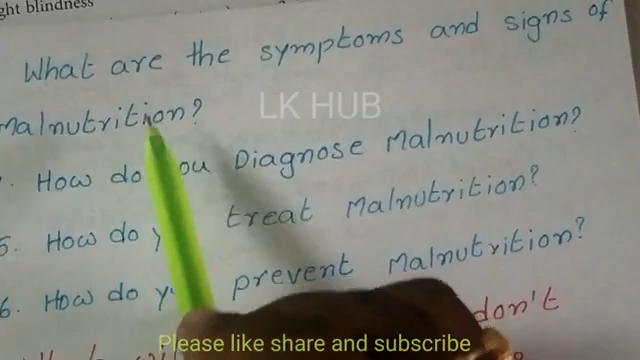 ght blindness
What are the symptoms and signs of
Malnutrition?
LK HUB
How do you Diagnose Malnutrition?
5. How do treat Malnutrition?
6. How do prevent Malnutrition?
don't
Please like share and subscribe